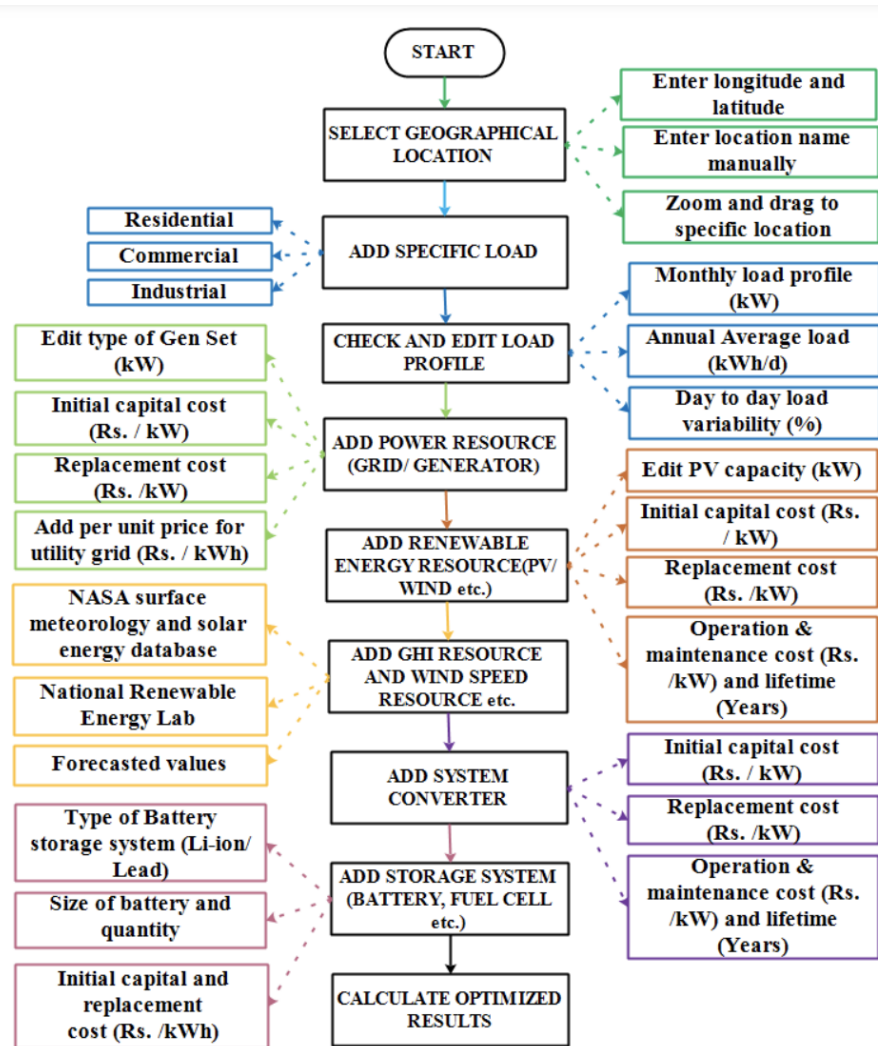 START
SELECT GEOGRAPHICAL
LOCATION
Enter longitude and
latitude
Enter location name
manually
Zoom and drag to
specific location
ADD SPECIFIC LOAD
Residential
Commercial
Industrial
CHECK AND EDIT LOAD
PROFILE
Monthly load profile
(kW)
Annual Average load
(kWh/d)
Day to day load
variability (%)
ADD POWER RESOURCE
(GRID/ GENERATOR)
Edit type of Gen Set
(kW)
Initial capital cost
(Rs. / kW)
Replacement cost
(Rs. /kW)
Add per unit price for
utility grid (Rs. / kWh)
ADD RENEWABLE
ENERGY RESOURCE(PV/
WIND etc.)
Edit PV capacity (kW)
Initial capital cost (Rs.
/ kW)
Replacement cost
(Rs. /kW)
Operation &
maintenance cost (Rs.
/kW) and lifetime
(Years)
ADD GHI RESOURCE
AND WIND SPEED
RESOURCE etc.
NASA surface
meteorology and solar
energy database
National Renewable
Energy Lab
Forecasted values
ADD SYSTEM
CONVERTER
Initial capital cost
(Rs. / kW)
Replacement cost
(Rs. /kW)
Operation &
maintenance cost (Rs.
/kW) and lifetime
(Years)
ADD STORAGE SYSTEM
(BATTERY, FUEL CELL
etc.)
Type of Battery
storage system (Li-ion/
Lead)
Size of battery and
quantity
Initial capital and
replacement
cost (Rs. /kWh)
CALCULATE OPTIMIZED
RESULTS